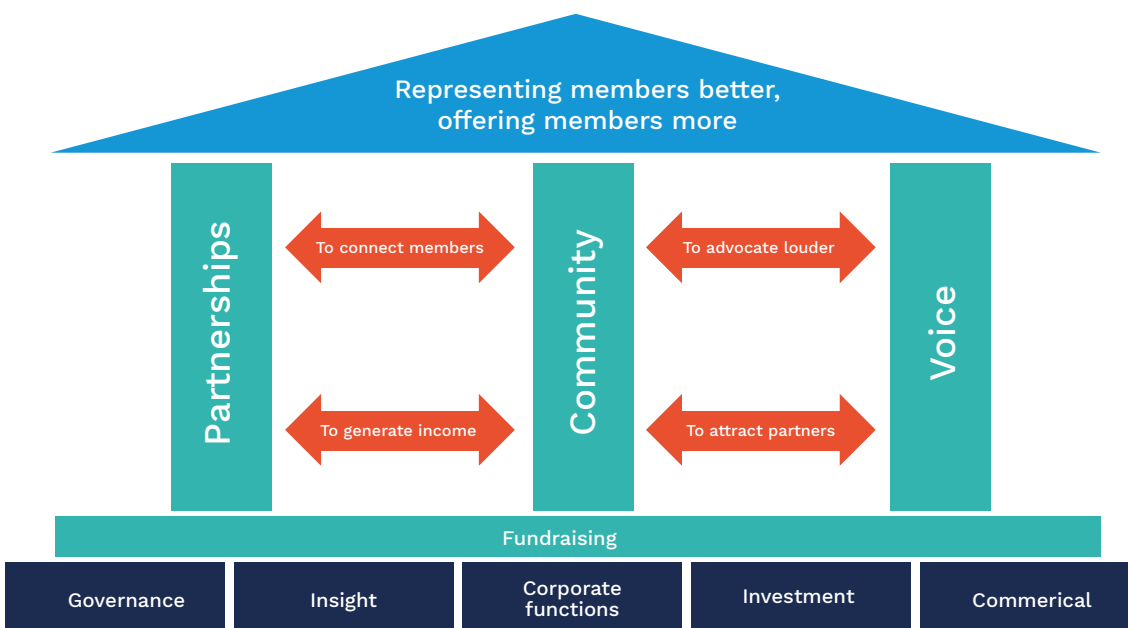 Representing members better,
offering members more
Partnerships
To connect members
Community
To advocate louder
Voice
To generate income
To attract partners
Fundraising
Governance
Insight
Corporate
functions
Investment
Commerical